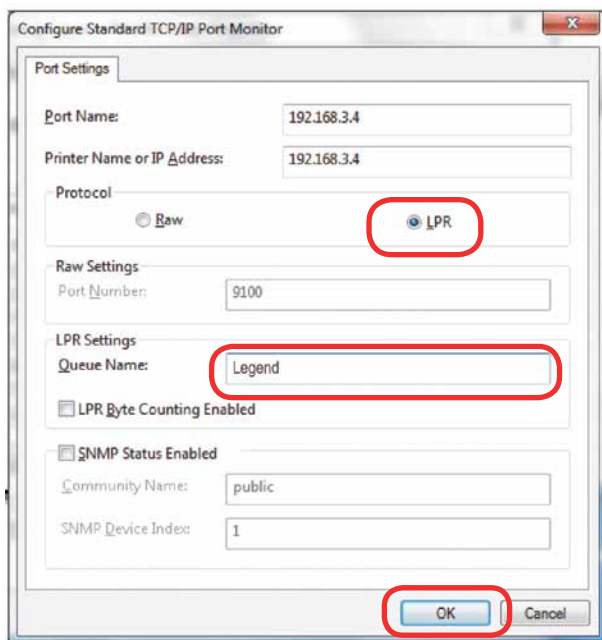 Configure Standard TCP/IP Port Monitor
Port Settings
Port Name: 192.168.3.4
Printer Name or IP Address: 192.168.3.4
Protocol
Raw LPR
Raw Settings
Port Number: 9100
LPR Settings
Queue Name: Legend
LPR Byte Counting Enabled
SNMP Status Enabled
Community Name: public
SNMP Device Index: 1
OK Cancel